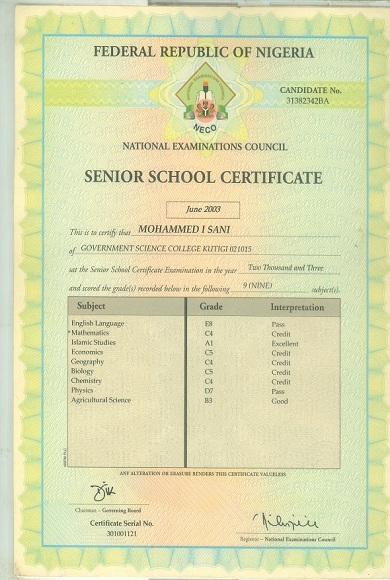 FEDERAL REPUBLIC OF NIGERIA
CANDIDATE No.
31382342BA
NECO
NATIONAL EXAMINATIONS COUNCIL
SENIOR SCHOOL CERTIFICATE
June 2003
This is to certify that MOHAMMED I SANI
of GOVERNMENT SCIENCE COLLEGE KUTIGI 021015
sat the Senior School Certificate Examination in the year Two Thousand and Three
and scored the grade(s) recorded below in the following 9 (NINE) subject(s).
Subject Grade Interpretation
English Language E8 Pass
*Mathematics C4 Credit
Islamic Studies A1 Excellent
Economics C5 Credit
Geography C4 Credit
Biology C5 Credit
Chemistry C4 Credit
Physics D7 Pass
Agricultural Science B3 Good
ANY ALTERATION OR ERASURE RENDERS THIS CERTIFICATE VALUELESS
Chairman – Governing Board
Certificate Serial No.
301001121
Registrar – National Examinations Council